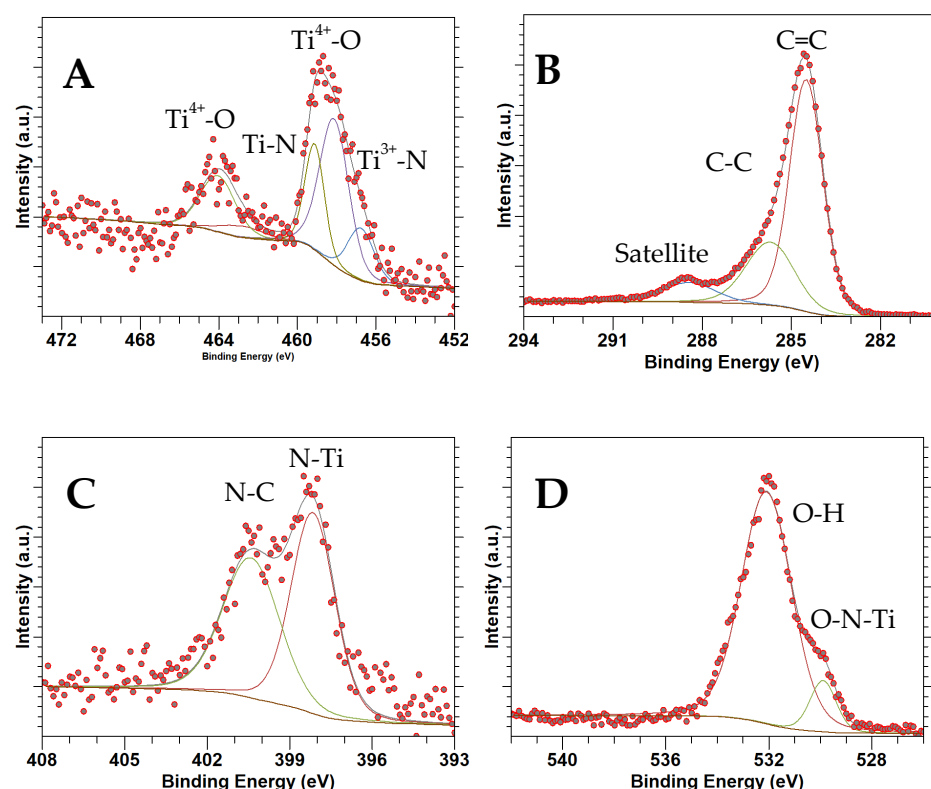 A
Ti⁴⁺-O
Ti⁴⁺-O
Ti-N
Ti³⁺-N
Intensity (a.u.)
472 468 464 460 456 452
Binding Energy (eV)
B
C=C
C-C
Satellite
Intensity (a.u.)
294 291 288 285 282
Binding Energy (eV)
C
N-Ti
N-C
Intensity (a.u.)
408 405 402 399 396 393
Binding Energy (eV)
D
O-H
O-N-Ti
Intensity (a.u.)
540 536 532 528
Binding Energy (eV)